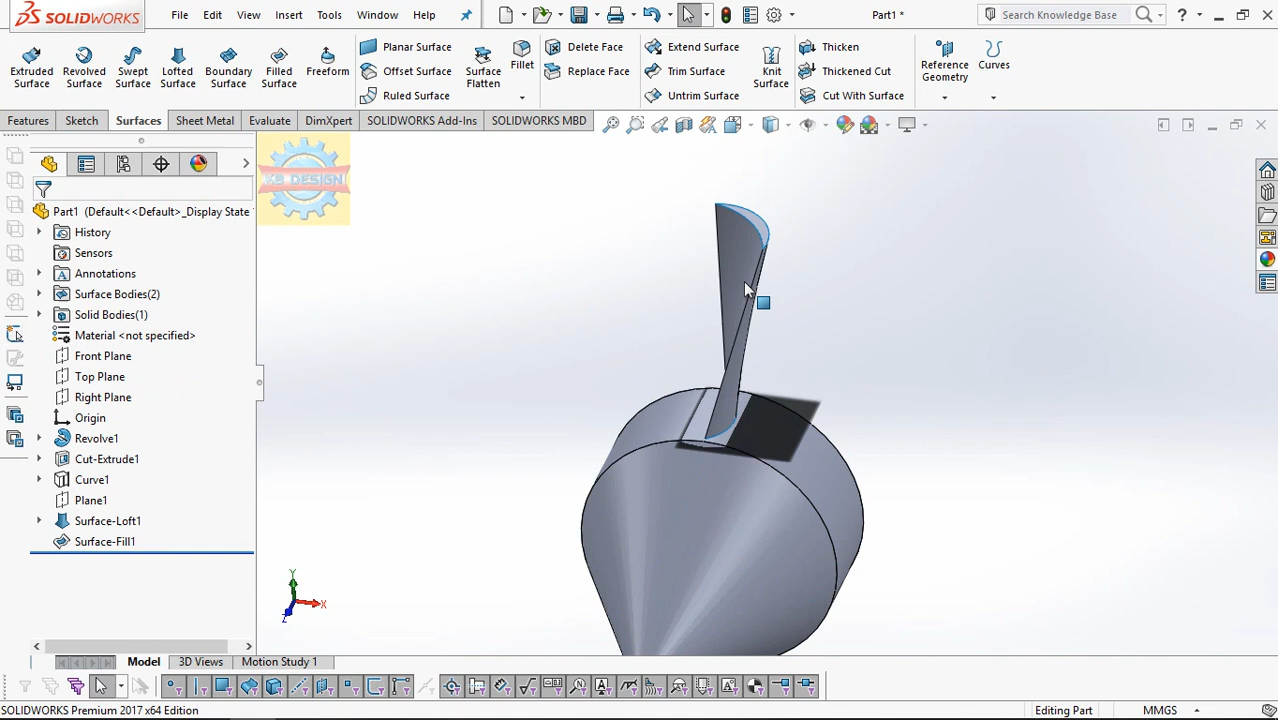 SOLIDWORKS
File Edit View Insert Tools Window Help
Part1 *
Search Knowledge Base
?
Extruded Surface
Revolved Surface
Swept Surface
Lofted Surface
Boundary Surface
Filled Surface
Freeform
Planar Surface
Offset Surface
Ruled Surface
Surface Flatten
Fillet
Delete Face
Replace Face
Extend Surface
Trim Surface
Untrim Surface
Knit Surface
Thicken
Thickened Cut
Cut With Surface
Reference Geometry
Curves
Features Sketch Surfaces Sheet Metal Evaluate DimXpert SOLIDWORKS Add-Ins SOLIDWORKS MBD
KB DESIGN
Part1 (Default<<Default>_Display State
History
Sensors
Annotations
Surface Bodies(2)
Solid Bodies(1)
Material <not specified>
Front Plane
Top Plane
Right Plane
Origin
Revolve1
Cut-Extrude1
Curve1
Plane1
Surface-Loft1
Surface-Fill1
Y
X
Z
Model 3D Views Motion Study 1
SOLIDWORKS Premium 2017 x64 Edition
Editing Part
MMGS